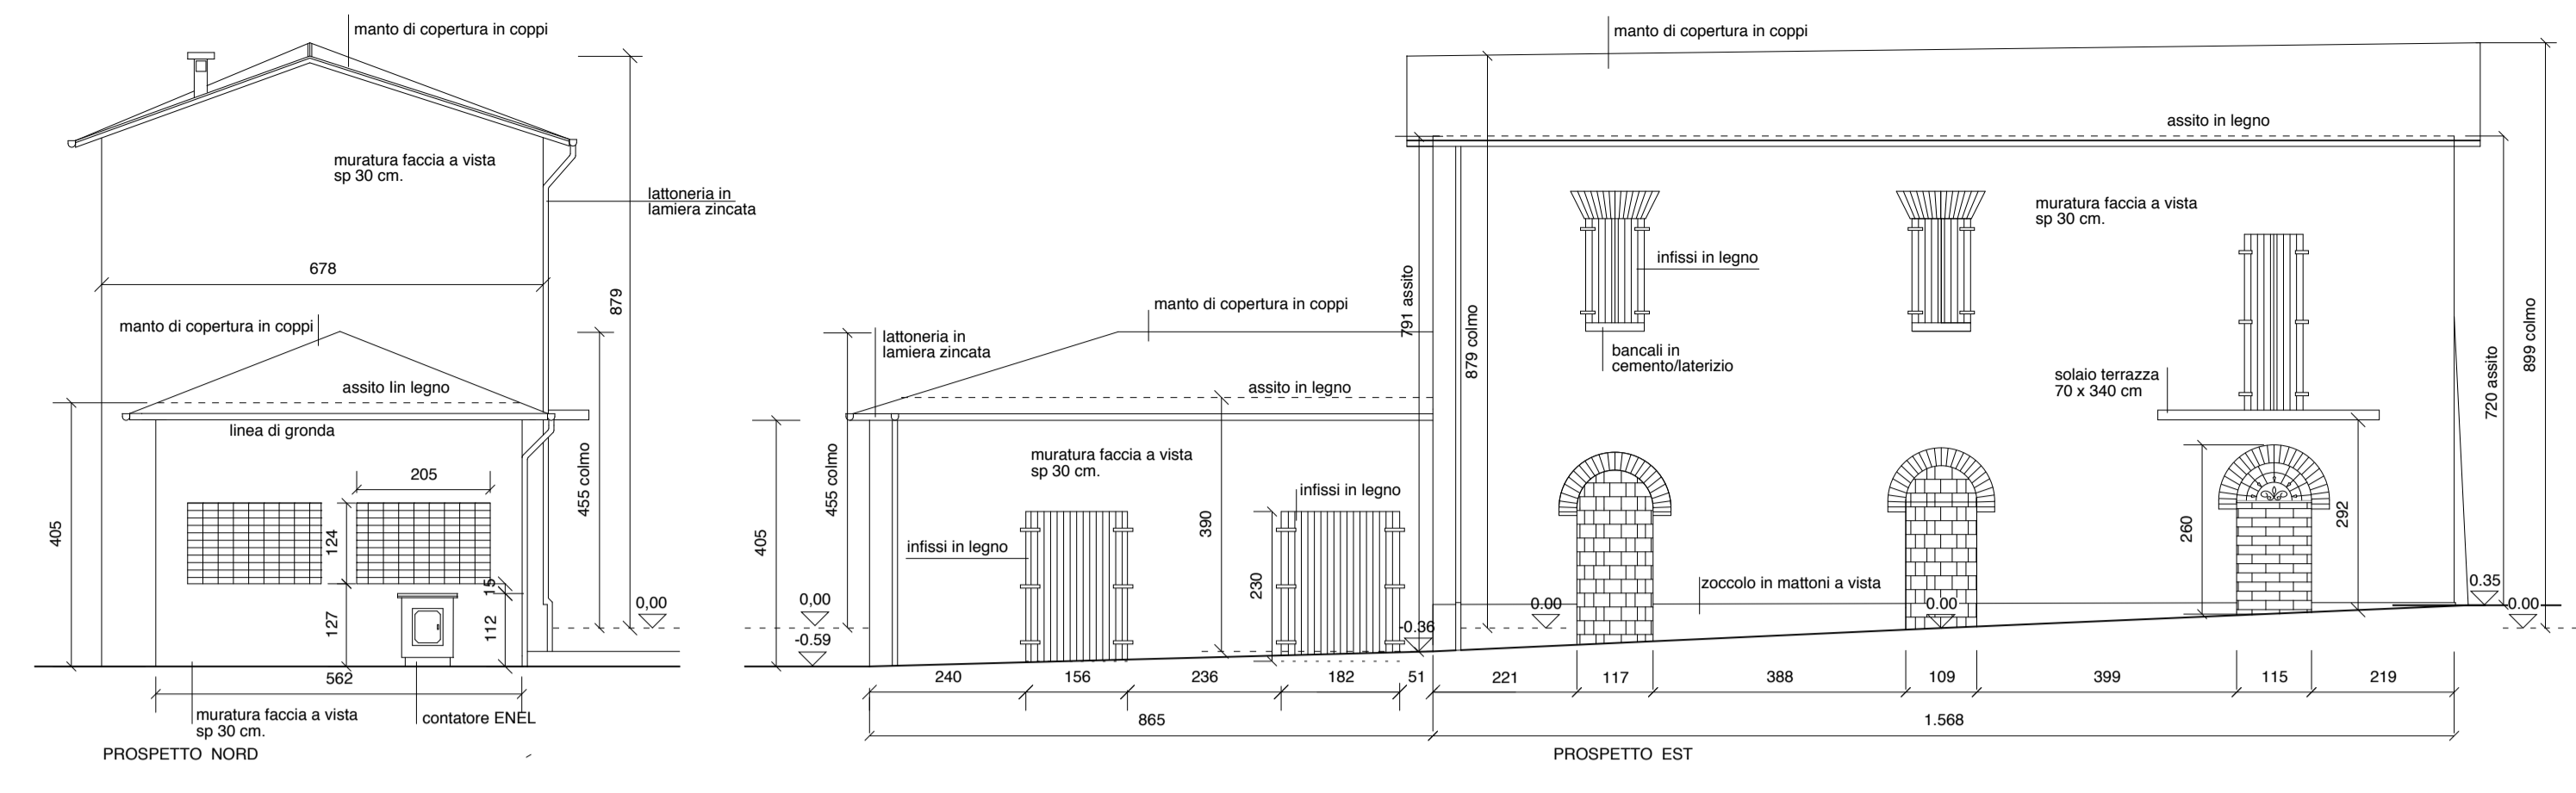 manto di copertura in coppi
muratura faccia a vista
sp 30 cm.
lattoneria in
lamiera zincata
678
879
manto di copertura in coppi
assito Iin legno
linea di gronda
405
205
124
127
15
112
455 colmo
0,00
562
muratura faccia a vista
sp 30 cm.
contatore ENEL
PROSPETTO NORD
manto di copertura in coppi
assito in legno
muratura faccia a vista
sp 30 cm.
infissi in legno
791 assito
879 colmo
manto di copertura in coppi
lattoneria in
lamiera zincata
bancali in
cemento/laterizio
assito in legno
solaio terrazza
70 x 340 cm
720 assito
899 colmo
455 colmo
405
muratura faccia a vista
sp 30 cm.
infissi in legno
infissi in legno
390
230
260
292
zoccolo in mattoni a vista
0,00
-0.59
-0.36
0.00
0.00
0.35
0.00
240
156
236
182
51
221
117
388
109
399
115
219
865
1.568
PROSPETTO EST